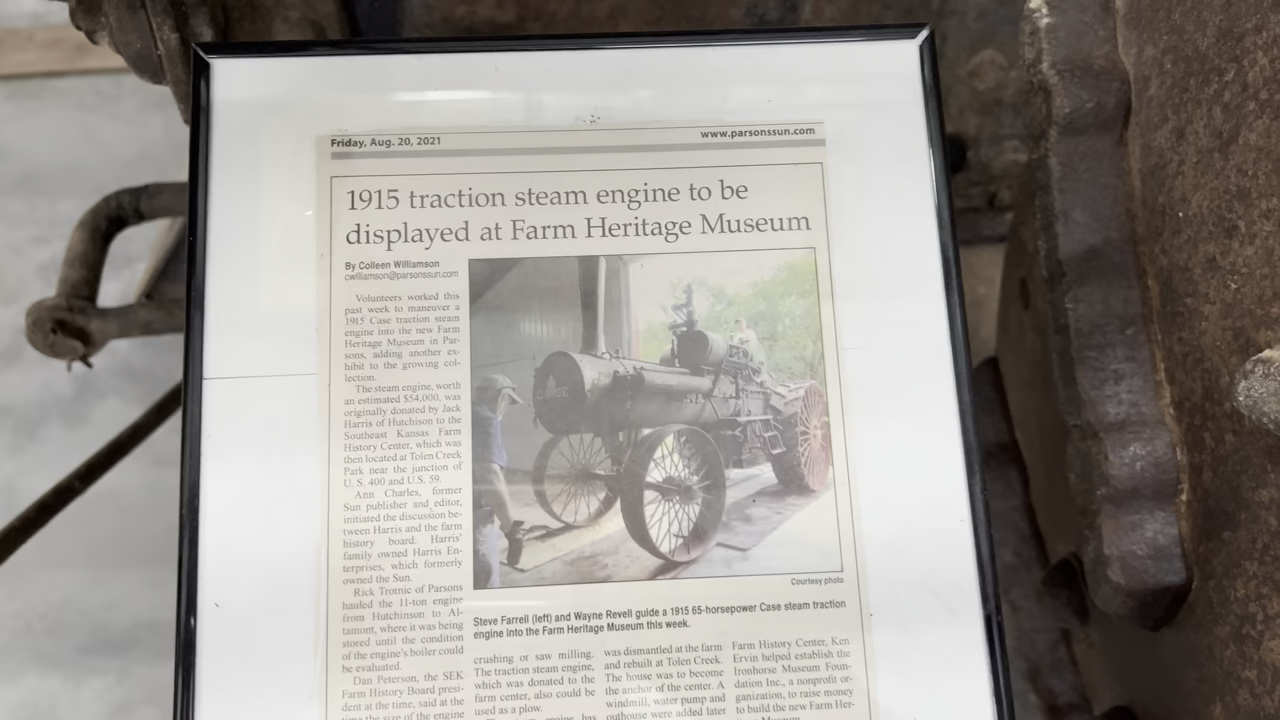 Friday, Aug. 20, 2021
www.parsonssun.com
1915 traction steam engine to be
displayed at Farm Heritage Museum
By Colleen Williamson
cwilliamson@parsonssun.com
Volunteers worked this
past week to maneuver a
1915 Case traction steam
engine into the new Farm
Heritage Museum in Par-
sons, adding another ex-
hibit to the growing col-
lection.
The steam engine, worth
an estimated $54,000, was
originally donated by Jack
Harris of Hutchison to the
Southeast Kansas Farm
History Center, which was
then located at Tolen Creek
Park near the junction of
U. S. 400 and U.S. 59.
Ann Charles, former
Sun publisher and editor,
initiated the discussion be-
tween Harris and the farm
history board. Harris'
family owned Harris En-
terprises, which formerly
owned the Sun.
Rick Trotnic of Parsons
hauled the 11-ton engine
from Hutchinson to Al-
tamont, where it was being
stored until the condition
of the engine's boiler could
be evaluated.
Dan Peterson, the SEK
Farm History Board presi-
dent at the time, said at the
time the size of the engine
CASE
Courtesy photo
Steve Farrell (left) and Wayne Revell guide a 1915 65-horsepower Case steam traction
engine into the Farm Heritage Museum this week.
crushing or saw milling.
The traction steam engine,
which was donated to the
farm center, also could be
used as a plow.
engine has
was dismantled at the farm
and rebuilt at Tolen Creek.
The house was to become
the anchor of the center. A
windmill, water pump and
outhouse were added later
Farm History Center, Ken
Ervin helped establish the
Ironhorse Museum Foun-
dation Inc., a nonprofit or-
ganization, to raise money
to build the new Farm Her-
Museum